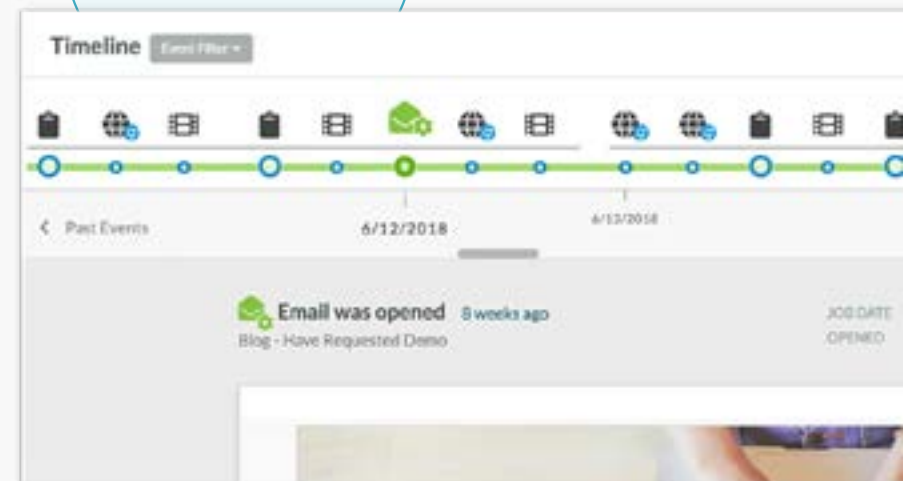 Timeline Event Filter
Past Events
6/12/2018
6/13/2018
Email was opened 8 weeks ago
JOB DATE
Blog - Have Requested Demo
OPENED